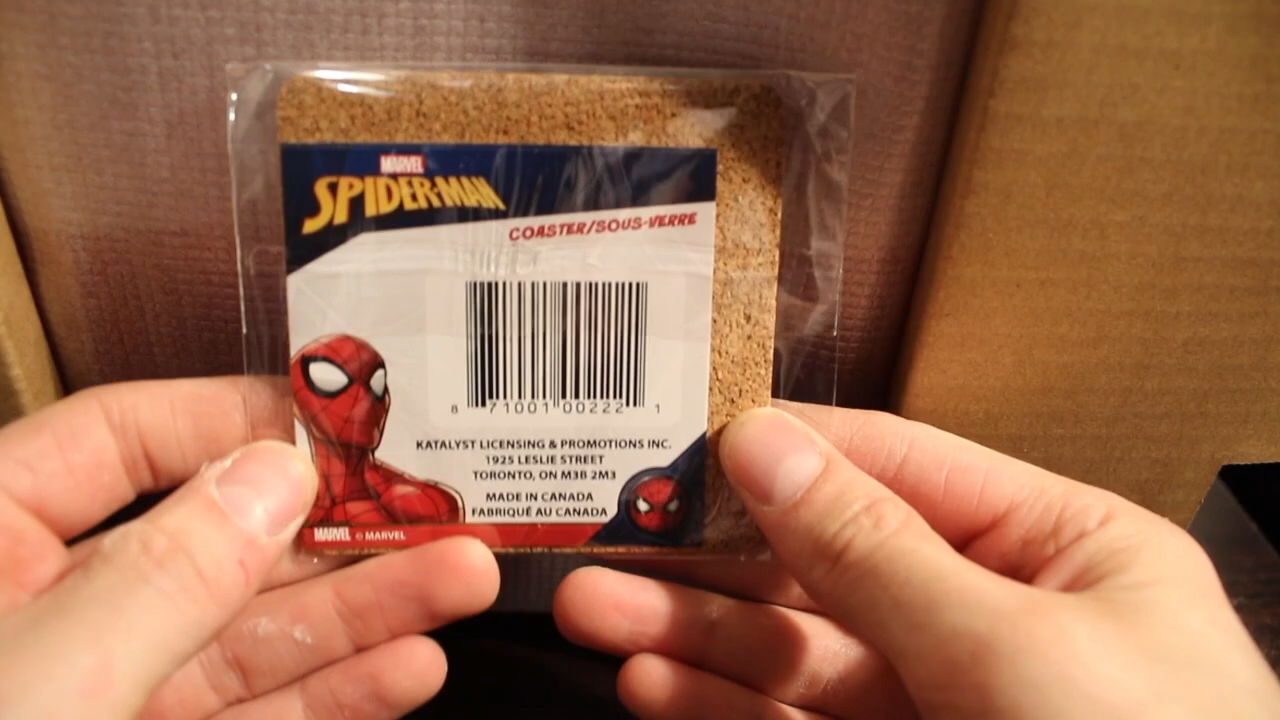 MARVEL
SPIDER-MAN
COASTER/SOUS-VERRE
8 71001 00222 1
KATALYST LICENSING & PROMOTIONS INC.
1925 LESLIE STREET
TORONTO, ON M3B 2M3
MADE IN CANADA
FABRIQUÉ AU CANADA
MARVEL © MARVEL